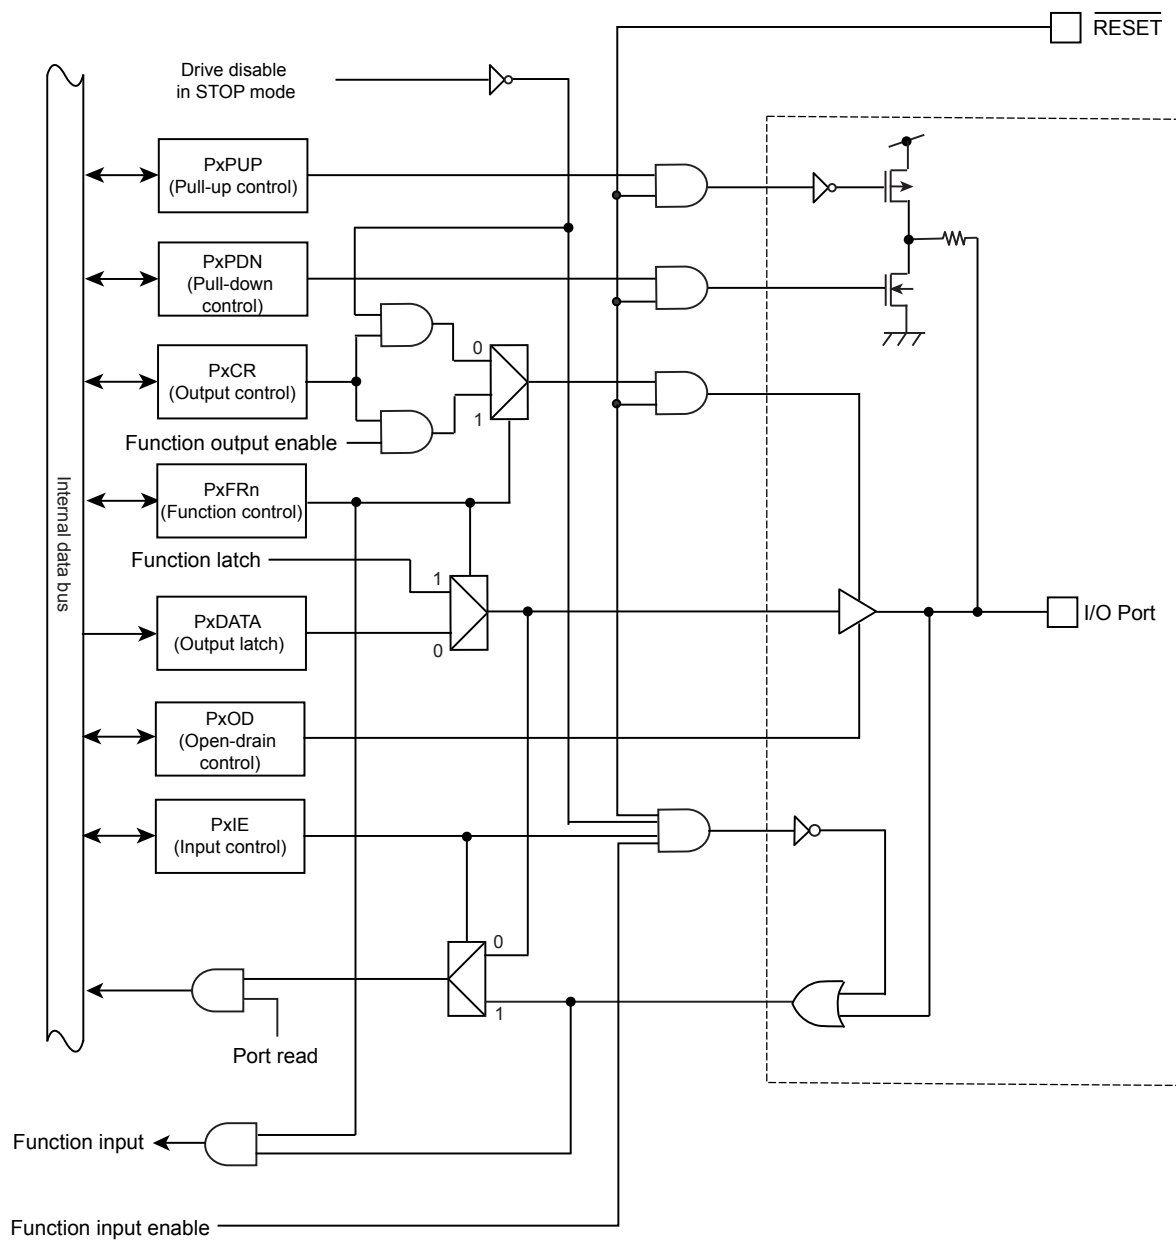 RESET
Drive disable
in STOP mode
PxPUP
(Pull-up control)
PxPDN
(Pull-down
control)
PxCR
(Output control)
0
1
Function output enable
PxFRn
(Function control)
Internal data bus
Function latch
1
PxDATA
(Output latch)
0
I/O Port
PxOD
(Open-drain
control)
PxIE
(Input control)
0
1
Port read
Function input
Function input enable